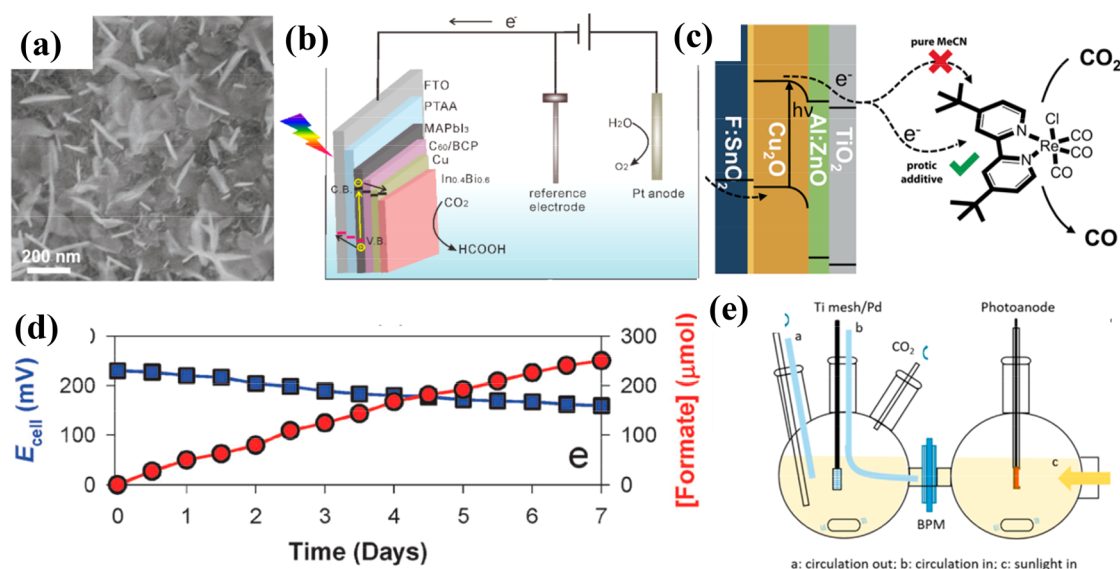 (a)
200 nm
(b)
e⁻
FTO
PTAA
MAPbI₃
C₆₀/BCP
Cu
In₀.₄Bi₀.₆
C.B.
V.B.
CO₂
HCOOH
reference
electrode
H₂O
O₂
Pt anode
(c)
F:SnO₂
Cu₂O
Al:ZnO
TiO₂
hν
e⁻
pure MeCN
e⁻
protic
additive
N
N
Cl
Re
CO
CO
CO
CO₂
CO
(d)
E cell (mV)
200
100
0
300
200
100
0
[Formate] (μmol)
e
0 1 2 3 4 5 6 7
Time (Days)
(e)
Ti mesh/Pd
Photoanode
a
b
CO₂
c
BPM
a: circulation out; b: circulation in; c: sunlight in